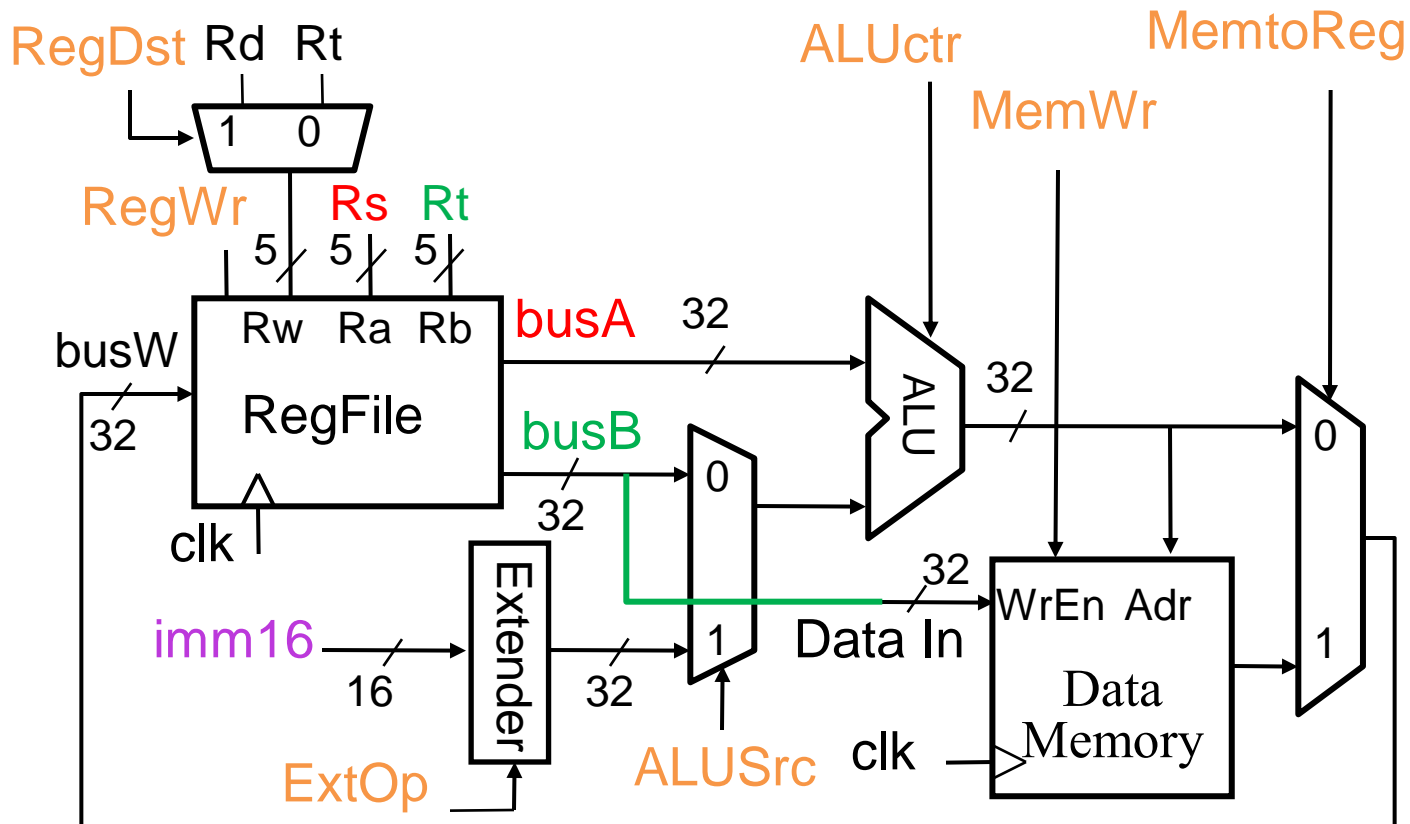 RegDst Rd Rt ALUctr MemtoReg
MemWr
1 0
RegWr Rs Rt
5 5 5
Rw Ra Rb busA 32
busW
32
RegFile
ALU
32
busB
32
0
0
clk
Extender
32
WrEn Adr
imm16
16
32
1
Data In
1
Data
Memory
clk
ExtOp
ALUSrc